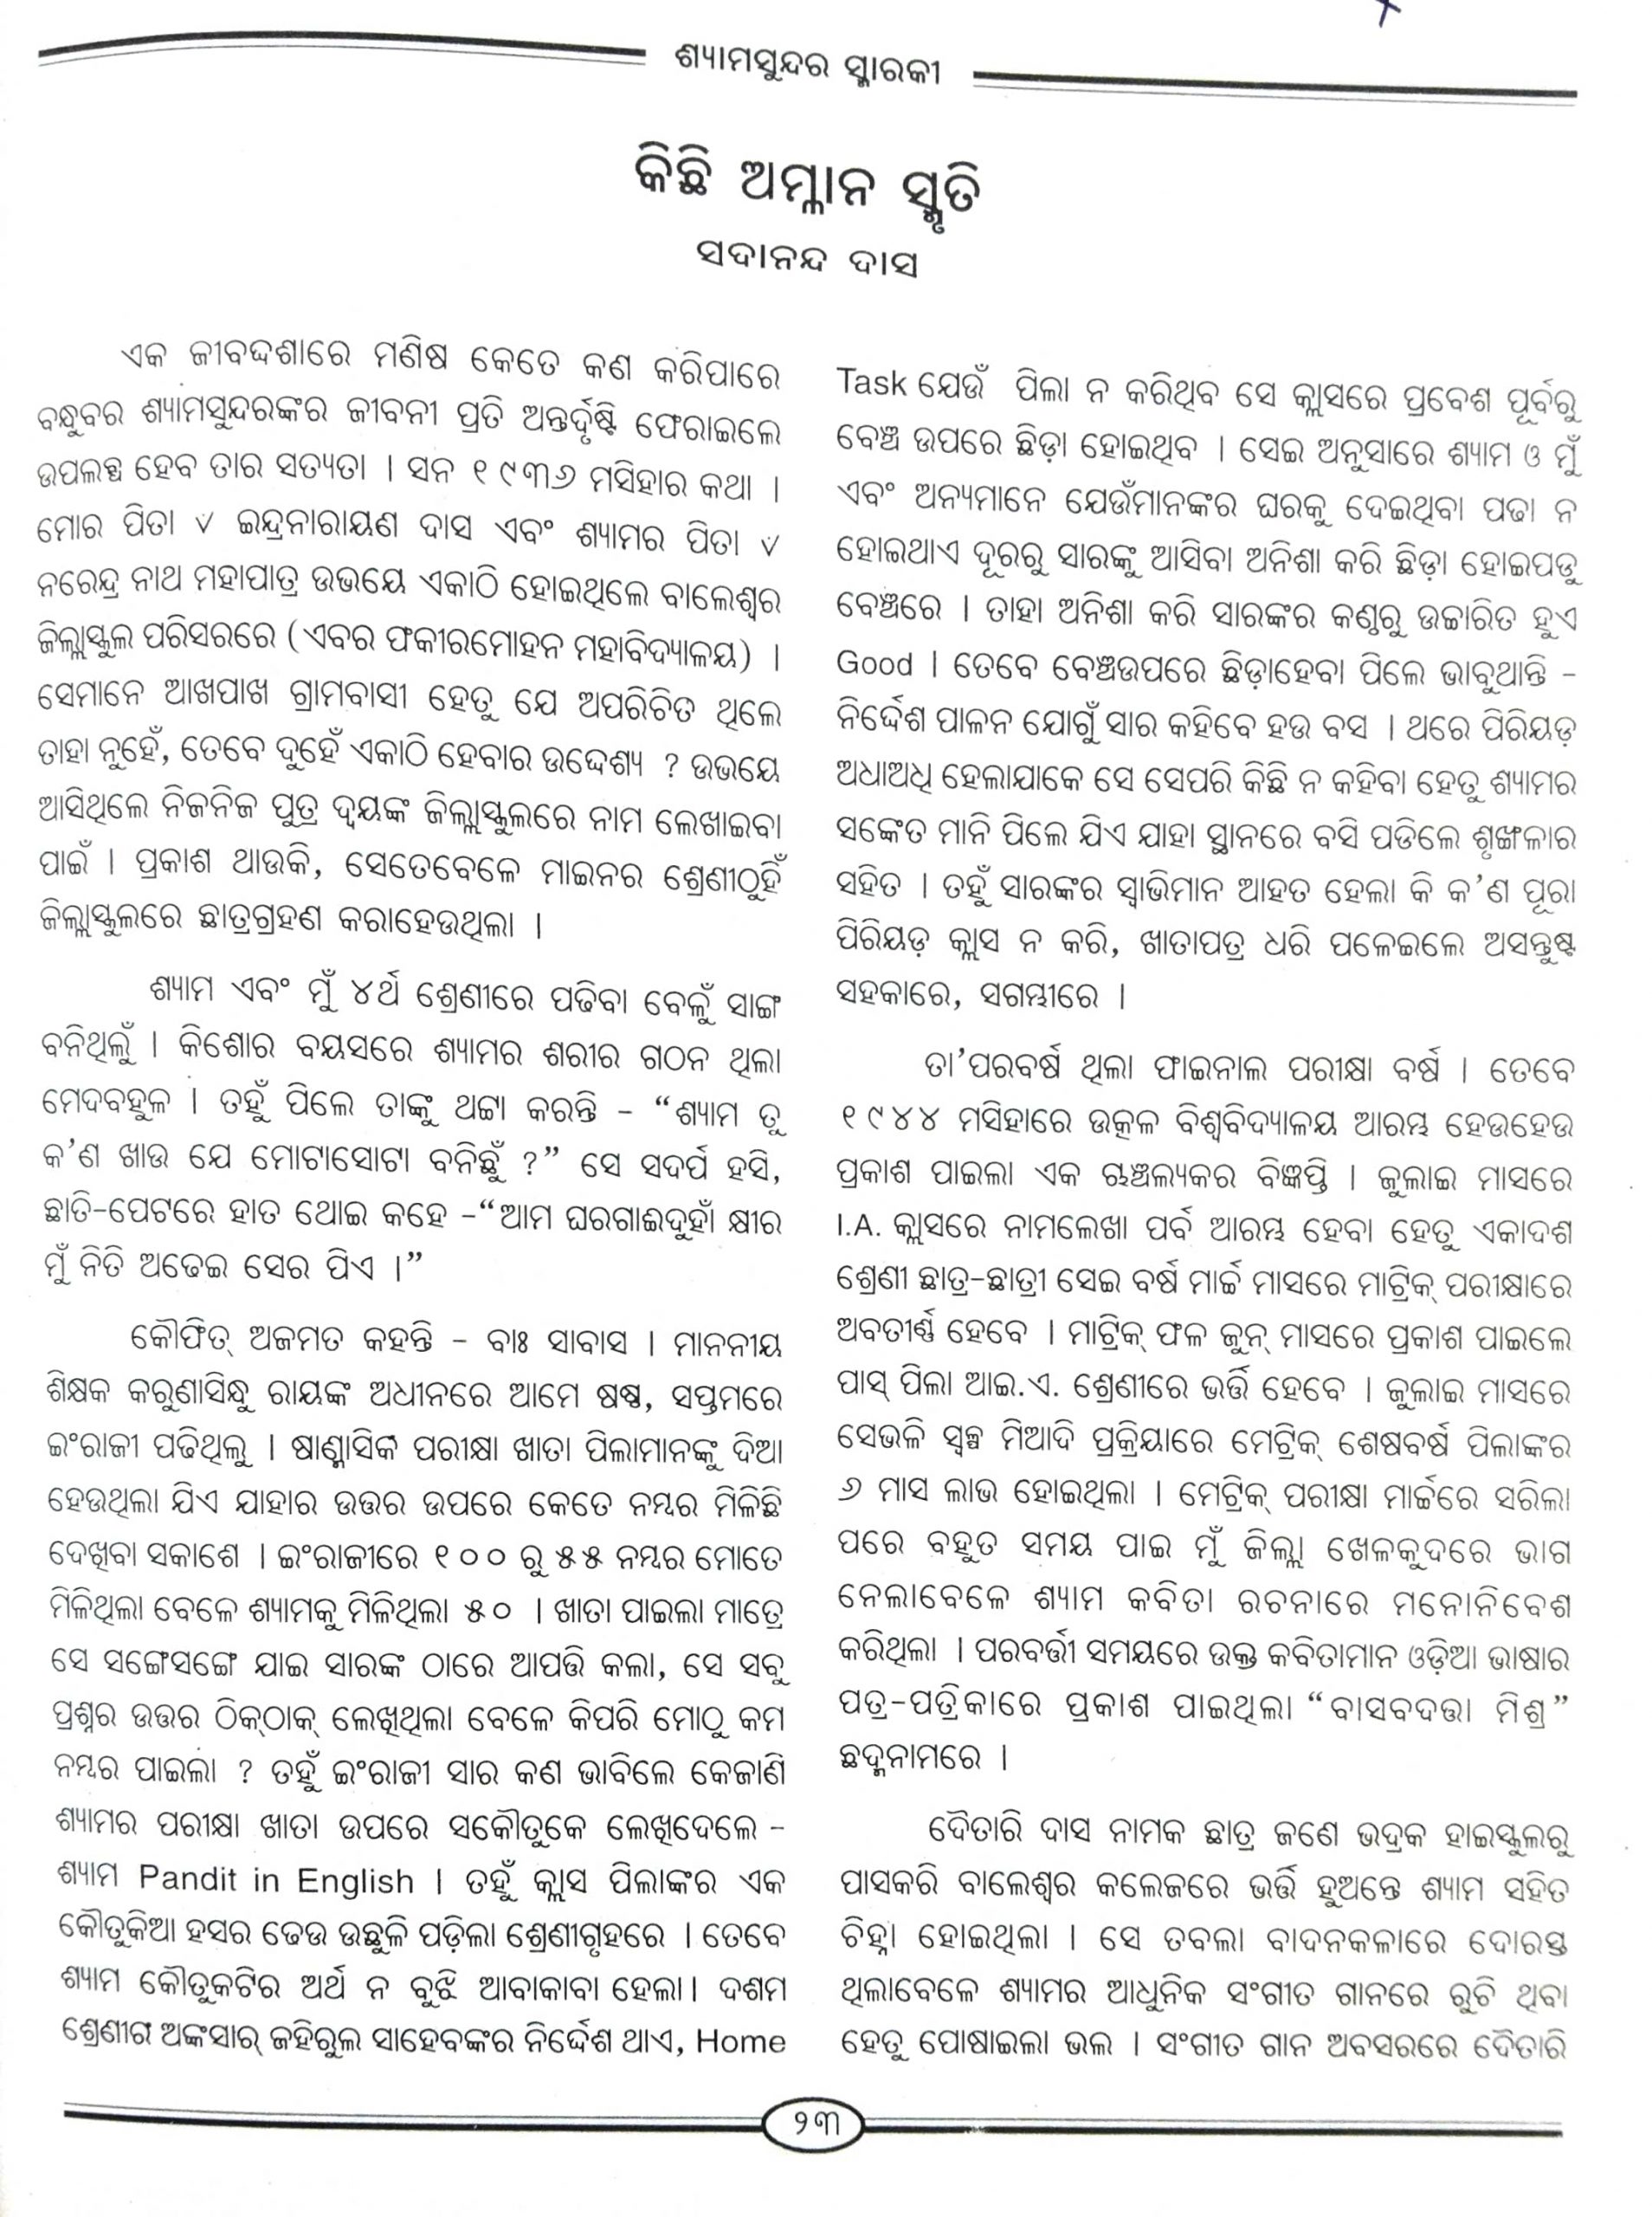 ଶ୍ୟାମସୁନ୍ଦର ସ୍ମାରକୀ
କିଛି ଅମ୍ଳାନ ସ୍ମୃତି
ସଦାନନ୍ଦ ଦାସ
ଏକ ଜୀବଦ୍ଦଶାରେ ମଣିଷ କେତେ କଣ କରିପାରେ
ବନ୍ଧୁବର ଶ୍ୟାମସୁନ୍ଦରଙ୍କର ଜୀବନୀ ପ୍ରତି ଅନ୍ତର୍ଦୃଷ୍ଟି ଫେରାଇଲେ
ଉପଲବ୍ଧ ହେବ ତାର ସତ୍ୟତା । ସନ ୧୯୩୬ ମସିହାର କଥା ।
ମୋର ପିତା ୰ ଇନ୍ଦ୍ରନାରାୟଣ ଦାସ ଏବଂ ଶ୍ୟାମର ପିତା ୰
ନରେନ୍ଦ୍ର ନାଥ ମହାପାତ୍ର ଉଭୟେ ଏକାଠି ହୋଇଥିଲେ ବାଲେଶ୍ୱର
ଜିଲ୍ଲାସ୍କୁଲ ପରିସରରେ (ଏବର ଫକୀରମୋହନ ମହାବିଦ୍ୟାଳୟ) ।
ସେମାନେ ଆଖପାଖ ଗ୍ରାମବାସୀ ହେତୁ ଯେ ଅପରିଚିତ ଥିଲେ
ତାହା ନୁହେଁ, ତେବେ ଦୁହେଁ ଏକାଠି ହେବାର ଉଦ୍ଦେଶ୍ୟ ? ଉଭୟେ
ଆସିଥିଲେ ନିଜନିଜ ପୁତ୍ର ଦ୍ୱୟଙ୍କ ଜିଲ୍ଲାସ୍କୁଲରେ ନାମ ଲେଖାଇବା
ପାଇଁ । ପ୍ରକାଶ ଥାଉକି, ସେତେବେଳେ ମାଇନର ଶ୍ରେଣୀଠୁହିଁ
ଜିଲ୍ଲାସ୍କୁଲରେ ଛାତ୍ରଗ୍ରହଣ କରାହେଉଥିଲା ।
ଶ୍ୟାମ ଏବଂ ମୁଁ ୪ର୍ଥ ଶ୍ରେଣୀରେ ପଢିବା ବେଳୁଁ ସାଙ୍ଗ
ବନିଥିଲୁଁ । କିଶୋର ବୟସରେ ଶ୍ୟାମର ଶରୀର ଗଠନ ଥିଲା
ମେଦବହୁଳ । ତହୁଁ ପିଲେ ତାଙ୍କୁ ଥଟ୍ଟା କରନ୍ତି – “ଶ୍ୟାମ ତୁ
କ’ଣ ଖାଉ ଯେ ମୋଟାସୋଟା ବନିଛୁଁ ?” ସେ ସଦର୍ପ ହସି,
ଛାତି-ପେଟରେ ହାତ ଥୋଇ କହେ -“ଆମ ଘରଗାଈଦୁହାଁ କ୍ଷୀର
ମୁଁ ନିତି ଅଢେଇ ସେର ପିଏ ।”
କୌଫିତ୍ ଅଜମତ କହନ୍ତି – ବାଃ ସାବାସ । ମାନନୀୟ
ଶିକ୍ଷକ କରୁଣାସିନ୍ଧୁ ରାୟଙ୍କ ଅଧୀନରେ ଆମେ ଷଷ୍ଠ, ସପ୍ତମରେ
ଇଂରାଜୀ ପଢିଥିଲୁ । ଷାଣ୍ମାସିକ ପରୀକ୍ଷା ଖାତା ପିଲାମାନଙ୍କୁ ଦିଆ
ହେଉଥିଲା ଯିଏ ଯାହାର ଉତ୍ତର ଉପରେ କେତେ ନମ୍ବର ମିଳିଛି
ଦେଖିବା ସକାଶେ । ଇଂରାଜୀରେ ୧୦୦ ରୁ ୫୫ ନମ୍ବର ମୋତେ
ମିଳିଥିଲା ବେଳେ ଶ୍ୟାମକୁ ମିଳିଥିଲା ୫୦ । ଖାତା ପାଇଲା ମାତ୍ରେ
ସେ ସଙ୍ଗେସଙ୍ଗେ ଯାଇ ସାରଙ୍କ ଠାରେ ଆପତ୍ତି କଲା, ସେ ସବୁ
ପ୍ରଶ୍ନର ଉତ୍ତର ଠିକ୍‌ଠାକ୍ ଲେଖିଥିଲା ବେଳେ କିପରି ମୋଠୁ କମ
ନମ୍ବର ପାଇଲା ? ତହୁଁ ଇଂରାଜୀ ସାର କଣ ଭାବିଲେ କେଜାଣି
ଶ୍ୟାମର ପରୀକ୍ଷା ଖାତା ଉପରେ ସକୌତୁକେ ଲେଖିଦେଲେ –
ଶ୍ୟାମ Pandit in English । ତହୁଁ କ୍ଲାସ ପିଲାଙ୍କର ଏକ
କୌତୁକିଆ ହସର ଢେଉ ଉଛୁଳି ପଡ଼ିଲା ଶ୍ରେଣୀଗୃହରେ । ତେବେ
ଶ୍ୟାମ କୌତୁକଟିର ଅର୍ଥ ନ ବୁଝି ଆବାକାବା ହେଲା। ଦଶମ
ଶ୍ରେଣୀର ଅଙ୍କସାର୍ ଜହିରୁଲ ସାହେବଙ୍କର ନିର୍ଦ୍ଦେଶ ଥାଏ, Home
Task ଯେଉଁ ପିଲା ନ କରିଥିବ ସେ କ୍ଲାସରେ ପ୍ରବେଶ ପୂର୍ବରୁ
ବେଞ୍ଚ ଉପରେ ଛିଡ଼ା ହୋଇଥିବ । ସେଇ ଅନୁସାରେ ଶ୍ୟାମ ଓ ମୁଁ
ଏବଂ ଅନ୍ୟମାନେ ଯେଉଁମାନଙ୍କର ଘରକୁ ଦେଇଥିବା ପଢା ନ
ହୋଇଥାଏ ଦୂରରୁ ସାରଙ୍କୁ ଆସିବା ଅନିଶା କରି ଛିଡ଼ା ହୋଇପଡୁ
ବେଞ୍ଚରେ । ତାହା ଅନିଶା କରି ସାରଙ୍କର କଣ୍ଠରୁ ଉଚ୍ଚାରିତ ହୁଏ
Good । ତେବେ ବେଞ୍ଚଉପରେ ଛିଡ଼ାହେବା ପିଲେ ଭାବୁଥାନ୍ତି –
ନିର୍ଦ୍ଦେଶ ପାଳନ ଯୋଗୁଁ ସାର କହିବେ ହଉ ବସ । ଥରେ ପିରିୟଡ଼
ଅଧାଅଧି ହେଲାଯାକେ ସେ ସେପରି କିଛି ନ କହିବା ହେତୁ ଶ୍ୟାମର
ସଙ୍କେତ ମାନି ପିଲେ ଯିଏ ଯାହା ସ୍ଥାନରେ ବସି ପଡିଲେ ଶୃଙ୍ଖଳାର
ସହିତ । ତହୁଁ ସାରଙ୍କର ସ୍ୱାଭିମାନ ଆହତ ହେଲା କି କ’ଣ ପୂରା
ପିରିୟଡ଼ କ୍ଲାସ ନ କରି, ଖାତାପତ୍ର ଧରି ପଳେଇଲେ ଅସନ୍ତୁଷ୍ଟ
ସହକାରେ, ସଗମ୍ଭୀରେ ।
ତା’ପରବର୍ଷ ଥିଲା ଫାଇନାଲ ପରୀକ୍ଷା ବର୍ଷ । ତେବେ
୧୯୪୪ ମସିହାରେ ଉତ୍କଳ ବିଶ୍ୱବିଦ୍ୟାଳୟ ଆରମ୍ଭ ହେଉହେଉ
ପ୍ରକାଶ ପାଇଲା ଏକ ଚାଞ୍ଚଲ୍ୟକର ବିଜ୍ଞପ୍ତି । ଜୁଲାଇ ମାସରେ
I.A. କ୍ଲାସରେ ନାମଲେଖା ପର୍ବ ଆରମ୍ଭ ହେବା ହେତୁ ଏକାଦଶ
ଶ୍ରେଣୀ ଛାତ୍ର-ଛାତ୍ରୀ ସେଇ ବର୍ଷ ମାର୍ଚ୍ଚ ମାସରେ ମାଟ୍ରିକ୍ ପରୀକ୍ଷାରେ
ଅବତୀର୍ଣ୍ଣ ହେବେ । ମାଟ୍ରିକ୍ ଫଳ ଜୁନ୍ ମାସରେ ପ୍ରକାଶ ପାଇଲେ
ପାସ୍ ପିଲା ଆଇ.ଏ. ଶ୍ରେଣୀରେ ଭର୍ତ୍ତି ହେବେ । ଜୁଲାଇ ମାସରେ
ସେଭଳି ସ୍ୱଳ୍ପ ମିଆଦି ପ୍ରକ୍ରିୟାରେ ମେଟ୍ରିକ୍ ଶେଷବର୍ଷ ପିଲାଙ୍କର
୬ ମାସ ଲାଭ ହୋଇଥିଲା । ମେଟ୍ରିକ୍ ପରୀକ୍ଷା ମାର୍ଚ୍ଚରେ ସରିଲା
ପରେ ବହୁତ ସମୟ ପାଇ ମୁଁ ଜିଲ୍ଲା ଖେଳକୁଦରେ ଭାଗ
ନେଲାବେଳେ ଶ୍ୟାମ କବିତା ରଚନାରେ ମନୋନିବେଶ
କରିଥିଲା । ପରବର୍ତ୍ତୀ ସମୟରେ ଉକ୍ତ କବିତାମାନ ଓଡ଼ିଆ ଭାଷାର
ପତ୍ର-ପତ୍ରିକାରେ ପ୍ରକାଶ ପାଇଥିଲା “ବାସବଦତ୍ତା ମିଶ୍ର”
ଛଦ୍ମନାମରେ ।
ଦୈତାରି ଦାସ ନାମକ ଛାତ୍ର ଜଣେ ଭଦ୍ରକ ହାଇସ୍କୁଲରୁ
ପାସକରି ବାଲେଶ୍ୱର କଲେଜରେ ଭର୍ତ୍ତି ହୁଅନ୍ତେ ଶ୍ୟାମ ସହିତ
ଚିହ୍ନା ହୋଇଥିଲା । ସେ ତବଲା ବାଦନକଳାରେ ଦୋରସ୍ତ
ଥିଲାବେଳେ ଶ୍ୟାମର ଆଧୁନିକ ସଂଗୀତ ଗାନରେ ରୁଚି ଥିବା
ହେତୁ ପୋଷାଇଲା ଭଲ । ସଂଗୀତ ଗାନ ଅବସରରେ ଦୈତାରି
୨୩